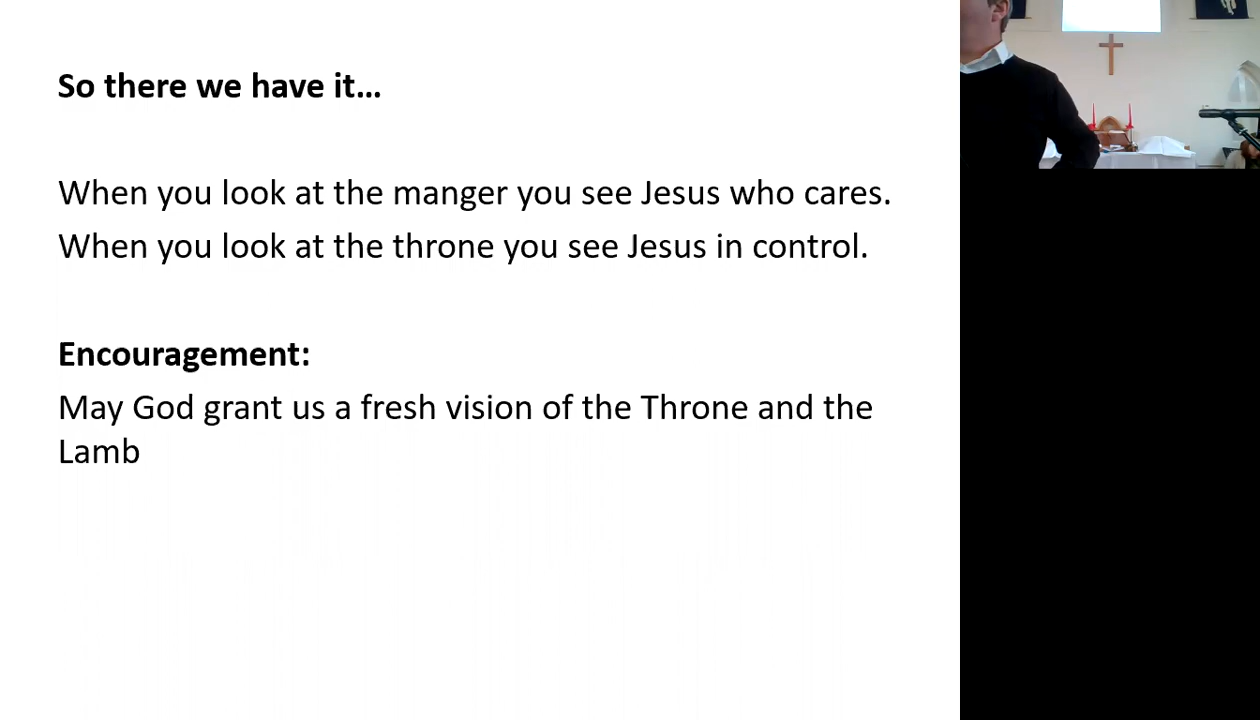 So there we have it…
When you look at the manger you see Jesus who cares.
When you look at the throne you see Jesus in control.
Encouragement:
May God grant us a fresh vision of the Throne and the
Lamb